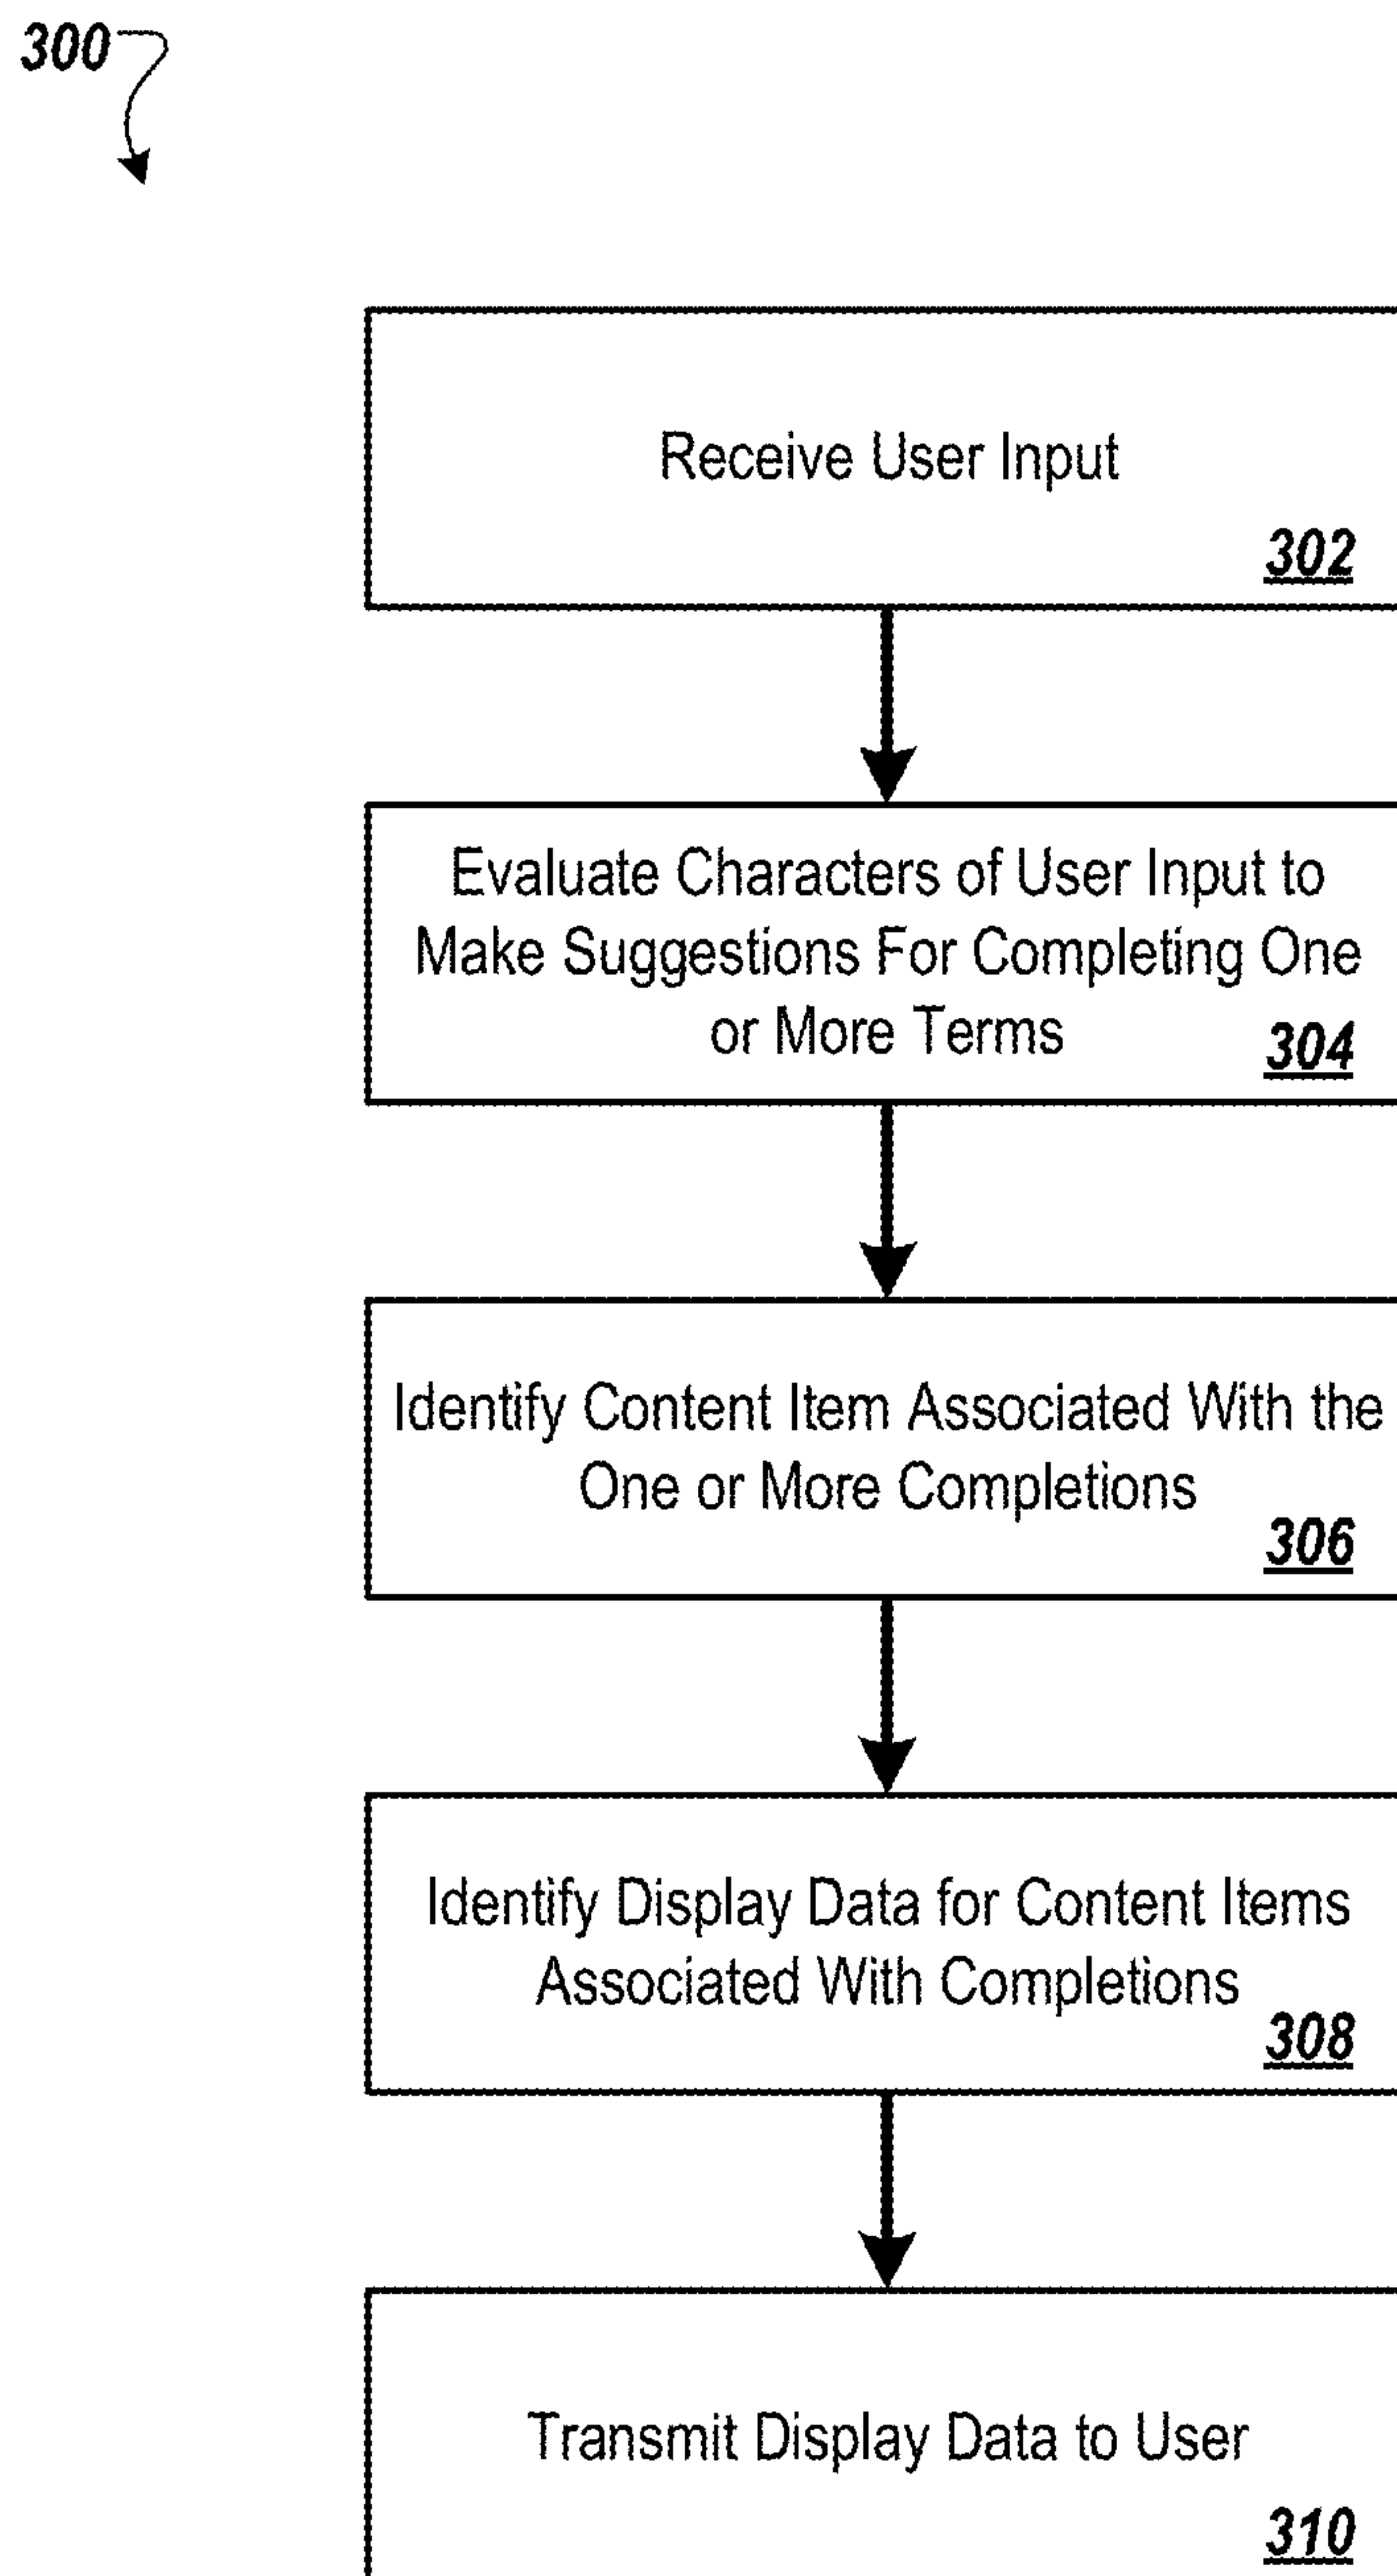 300
Receive User Input
302
Evaluate Characters of User Input to
Make Suggestions For Completing One
or More Terms
304
Identify Content Item Associated With the
One or More Completions
306
Identify Display Data for Content Items
Associated With Completions
308
Transmit Display Data to User
310